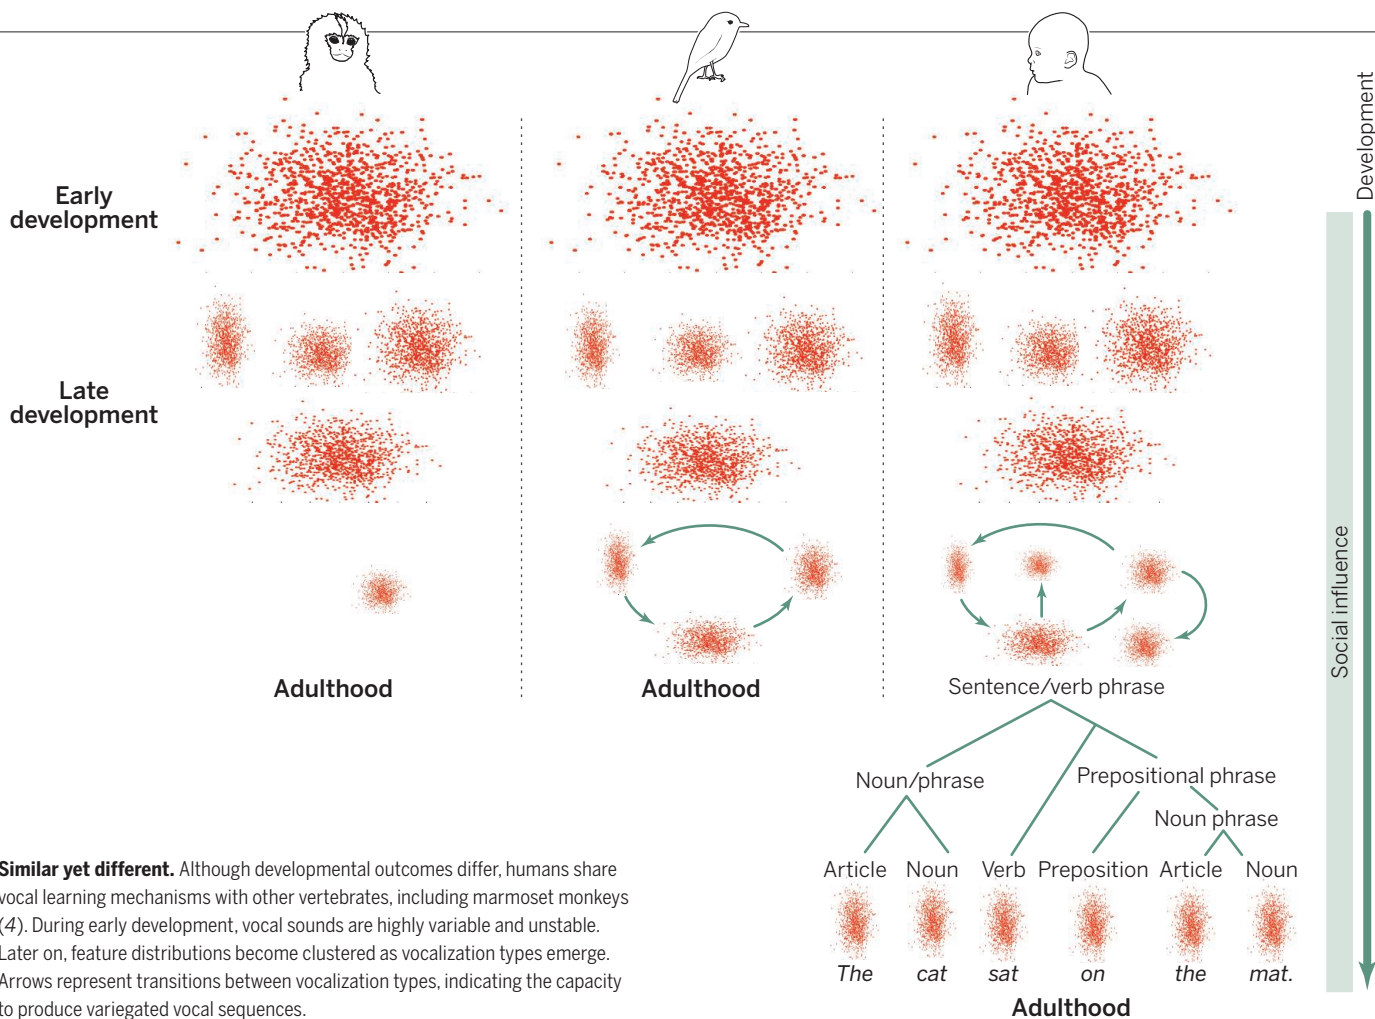 Development
Early
development
Late
development
Social influence
Adulthood
Adulthood
Sentence/verb phrase
Noun/phrase
Prepositional phrase
Noun phrase
Article Noun Verb Preposition Article Noun
The cat sat on the mat.
Adulthood
Similar yet different. Although developmental outcomes differ, humans share
vocal learning mechanisms with other vertebrates, including marmoset monkeys
(4). During early development, vocal sounds are highly variable and unstable.
Later on, feature distributions become clustered as vocalization types emerge.
Arrows represent transitions between vocalization types, indicating the capacity
to produce variegated vocal sequences.